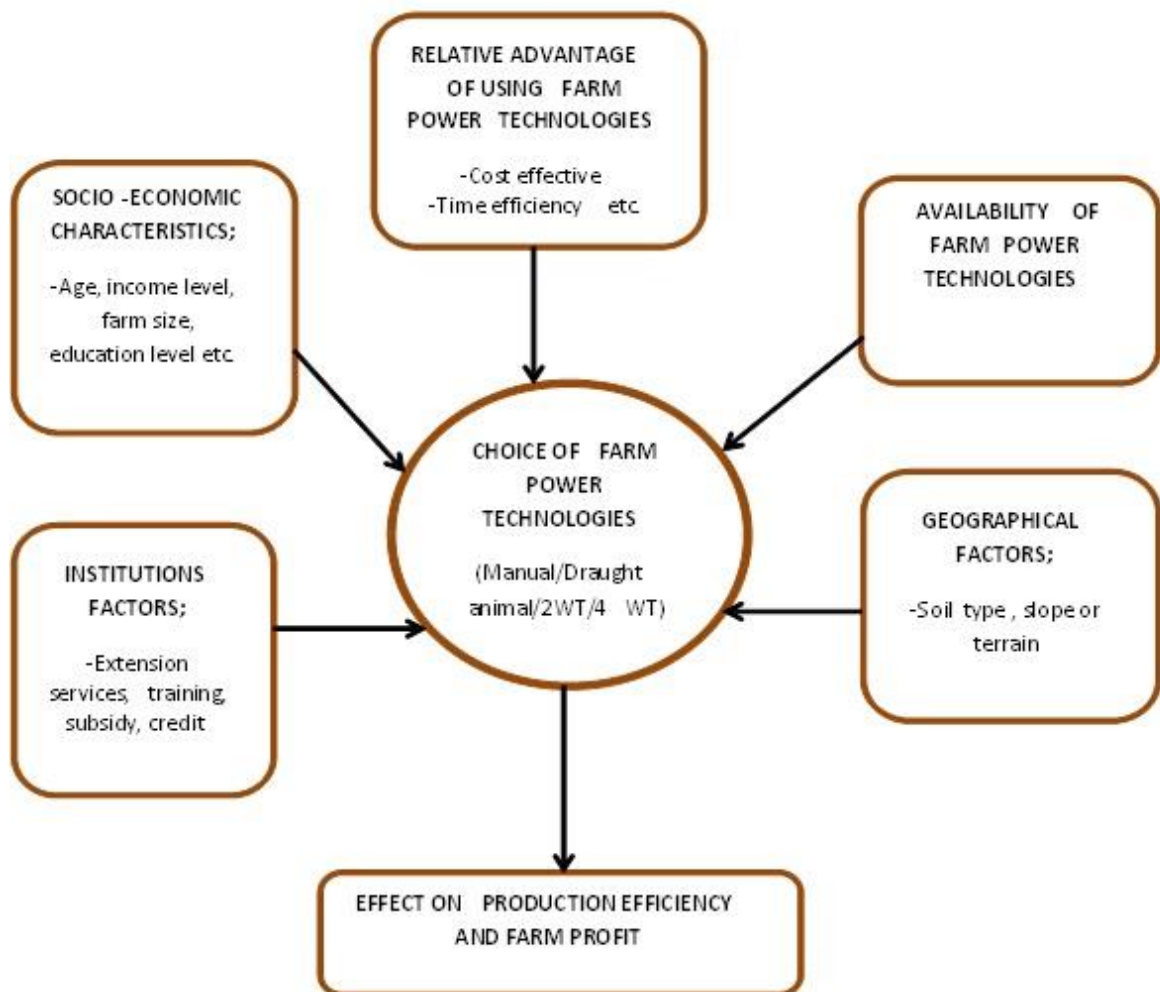 RELATIVE ADVANTAGE
OF USING FARM
POWER TECHNOLOGIES
-Cost effective
-Time efficiency etc.
SOCIO -ECONOMIC
CHARACTERISTICS;
-Age, income level,
farm size,
education level etc.
AVAILABILITY OF
FARM POWER
TECHNOLOGIES
CHOICE OF FARM
POWER
TECHNOLOGIES
(Manual/Draught
animal/2WT/4 WT)
INSTITUTIONS
FACTORS;
-Extension
services, training,
subsidy, credit
GEOGRAPHICAL
FACTORS;
-Soil type , slope or
terrain
EFFECT ON PRODUCTION EFFICIENCY
AND FARM PROFIT